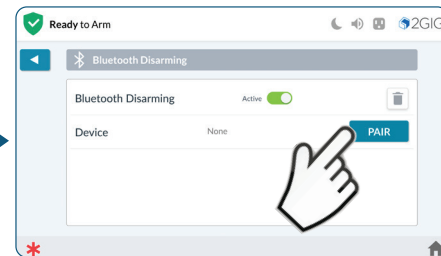 Ready to Arm
2GIG
Bluetooth Disarming
Bluetooth Disarming Active
Device None PAIR